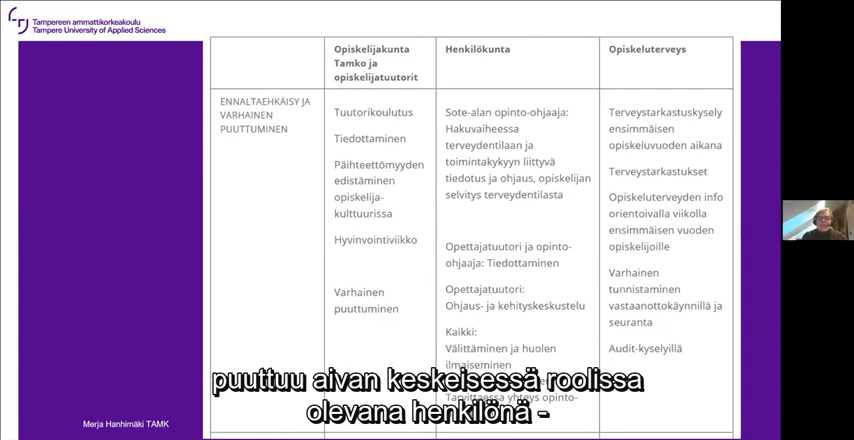 Tampereen ammattikorkeakoulu
Tampere University of Applied Sciences
Opiskelijakunta
Tamko ja
opiskelijatuutorit
Henkilökunta
Opiskeluterveys
ENNALTAEHKÄISY JA
VARHAINEN
PUUTTUMINEN
Tuutorikoulutus
Tiedottaminen
Päihteettömyyden
edistäminen
opiskelija-
kulttuurissa
Hyvinvointiviikko
Varhainen
puuttuminen
Sote-alan opinto-ohjaaja:
Hakuvaiheessa
terveydentilaan ja
toimintakykyyn liittyvä
tiedotus ja ohjaus, opiskelijan
selvitys terveydentilasta
Opettajatuutori ja opinto-
ohjaaja: Tiedottaminen
Opettajatuutori:
Ohjaus- ja kehityskeskustelu
Kaikki:
Välittäminen ja huolen
ilmaiseminen
Tarvittaessa yhteys opinto-
Terveystarkastuskysely
ensimmäisen
opiskeluvuoden aikana
Terveystarkastukset
Opiskeluterveyden info
orientoivalla viikolla
ensimmäisen vuoden
opiskelijoille
Varhainen
tunnistaminen
vastaanottokäynnillä ja
seuranta
Audit-kyselyillä
puuttuu aivan keskeisessä roolissa
olevana henkilönä -
Merja Hanhimäki TAMK